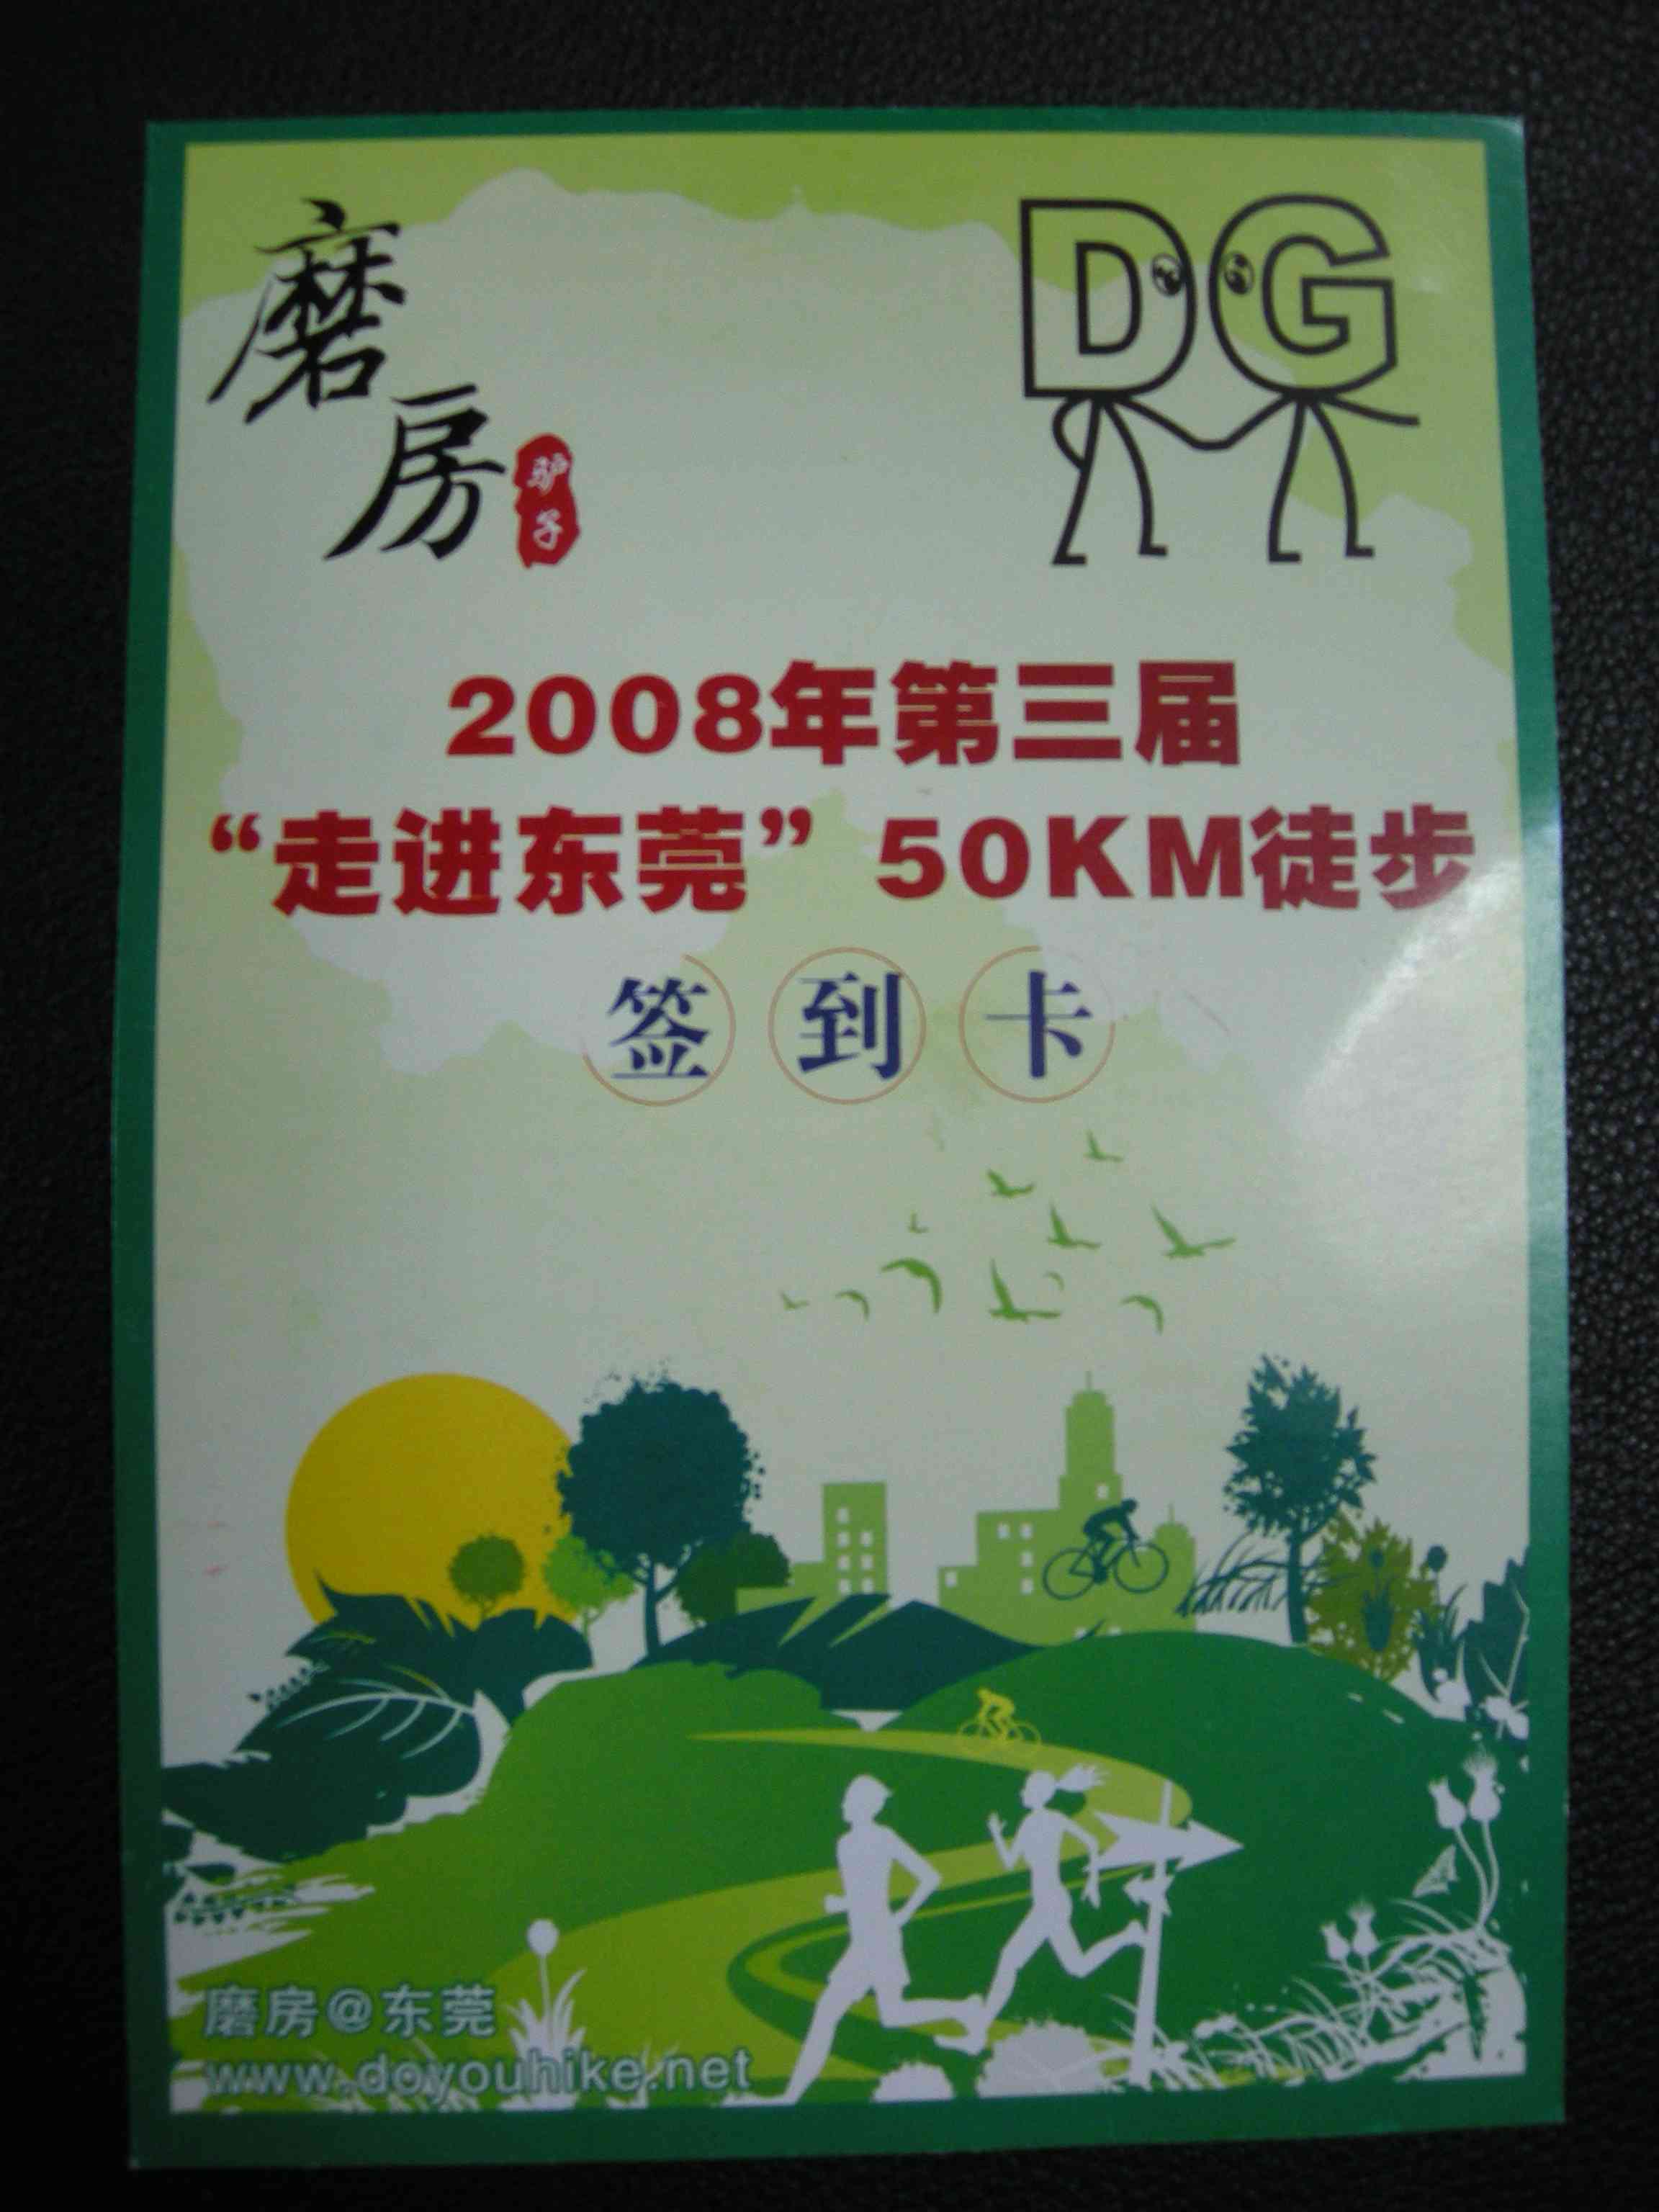 磨房
驴子
DG
2008年第三届
“走进东莞” 50KM徒步
签到卡
磨房@东莞
www.doyouhike.net